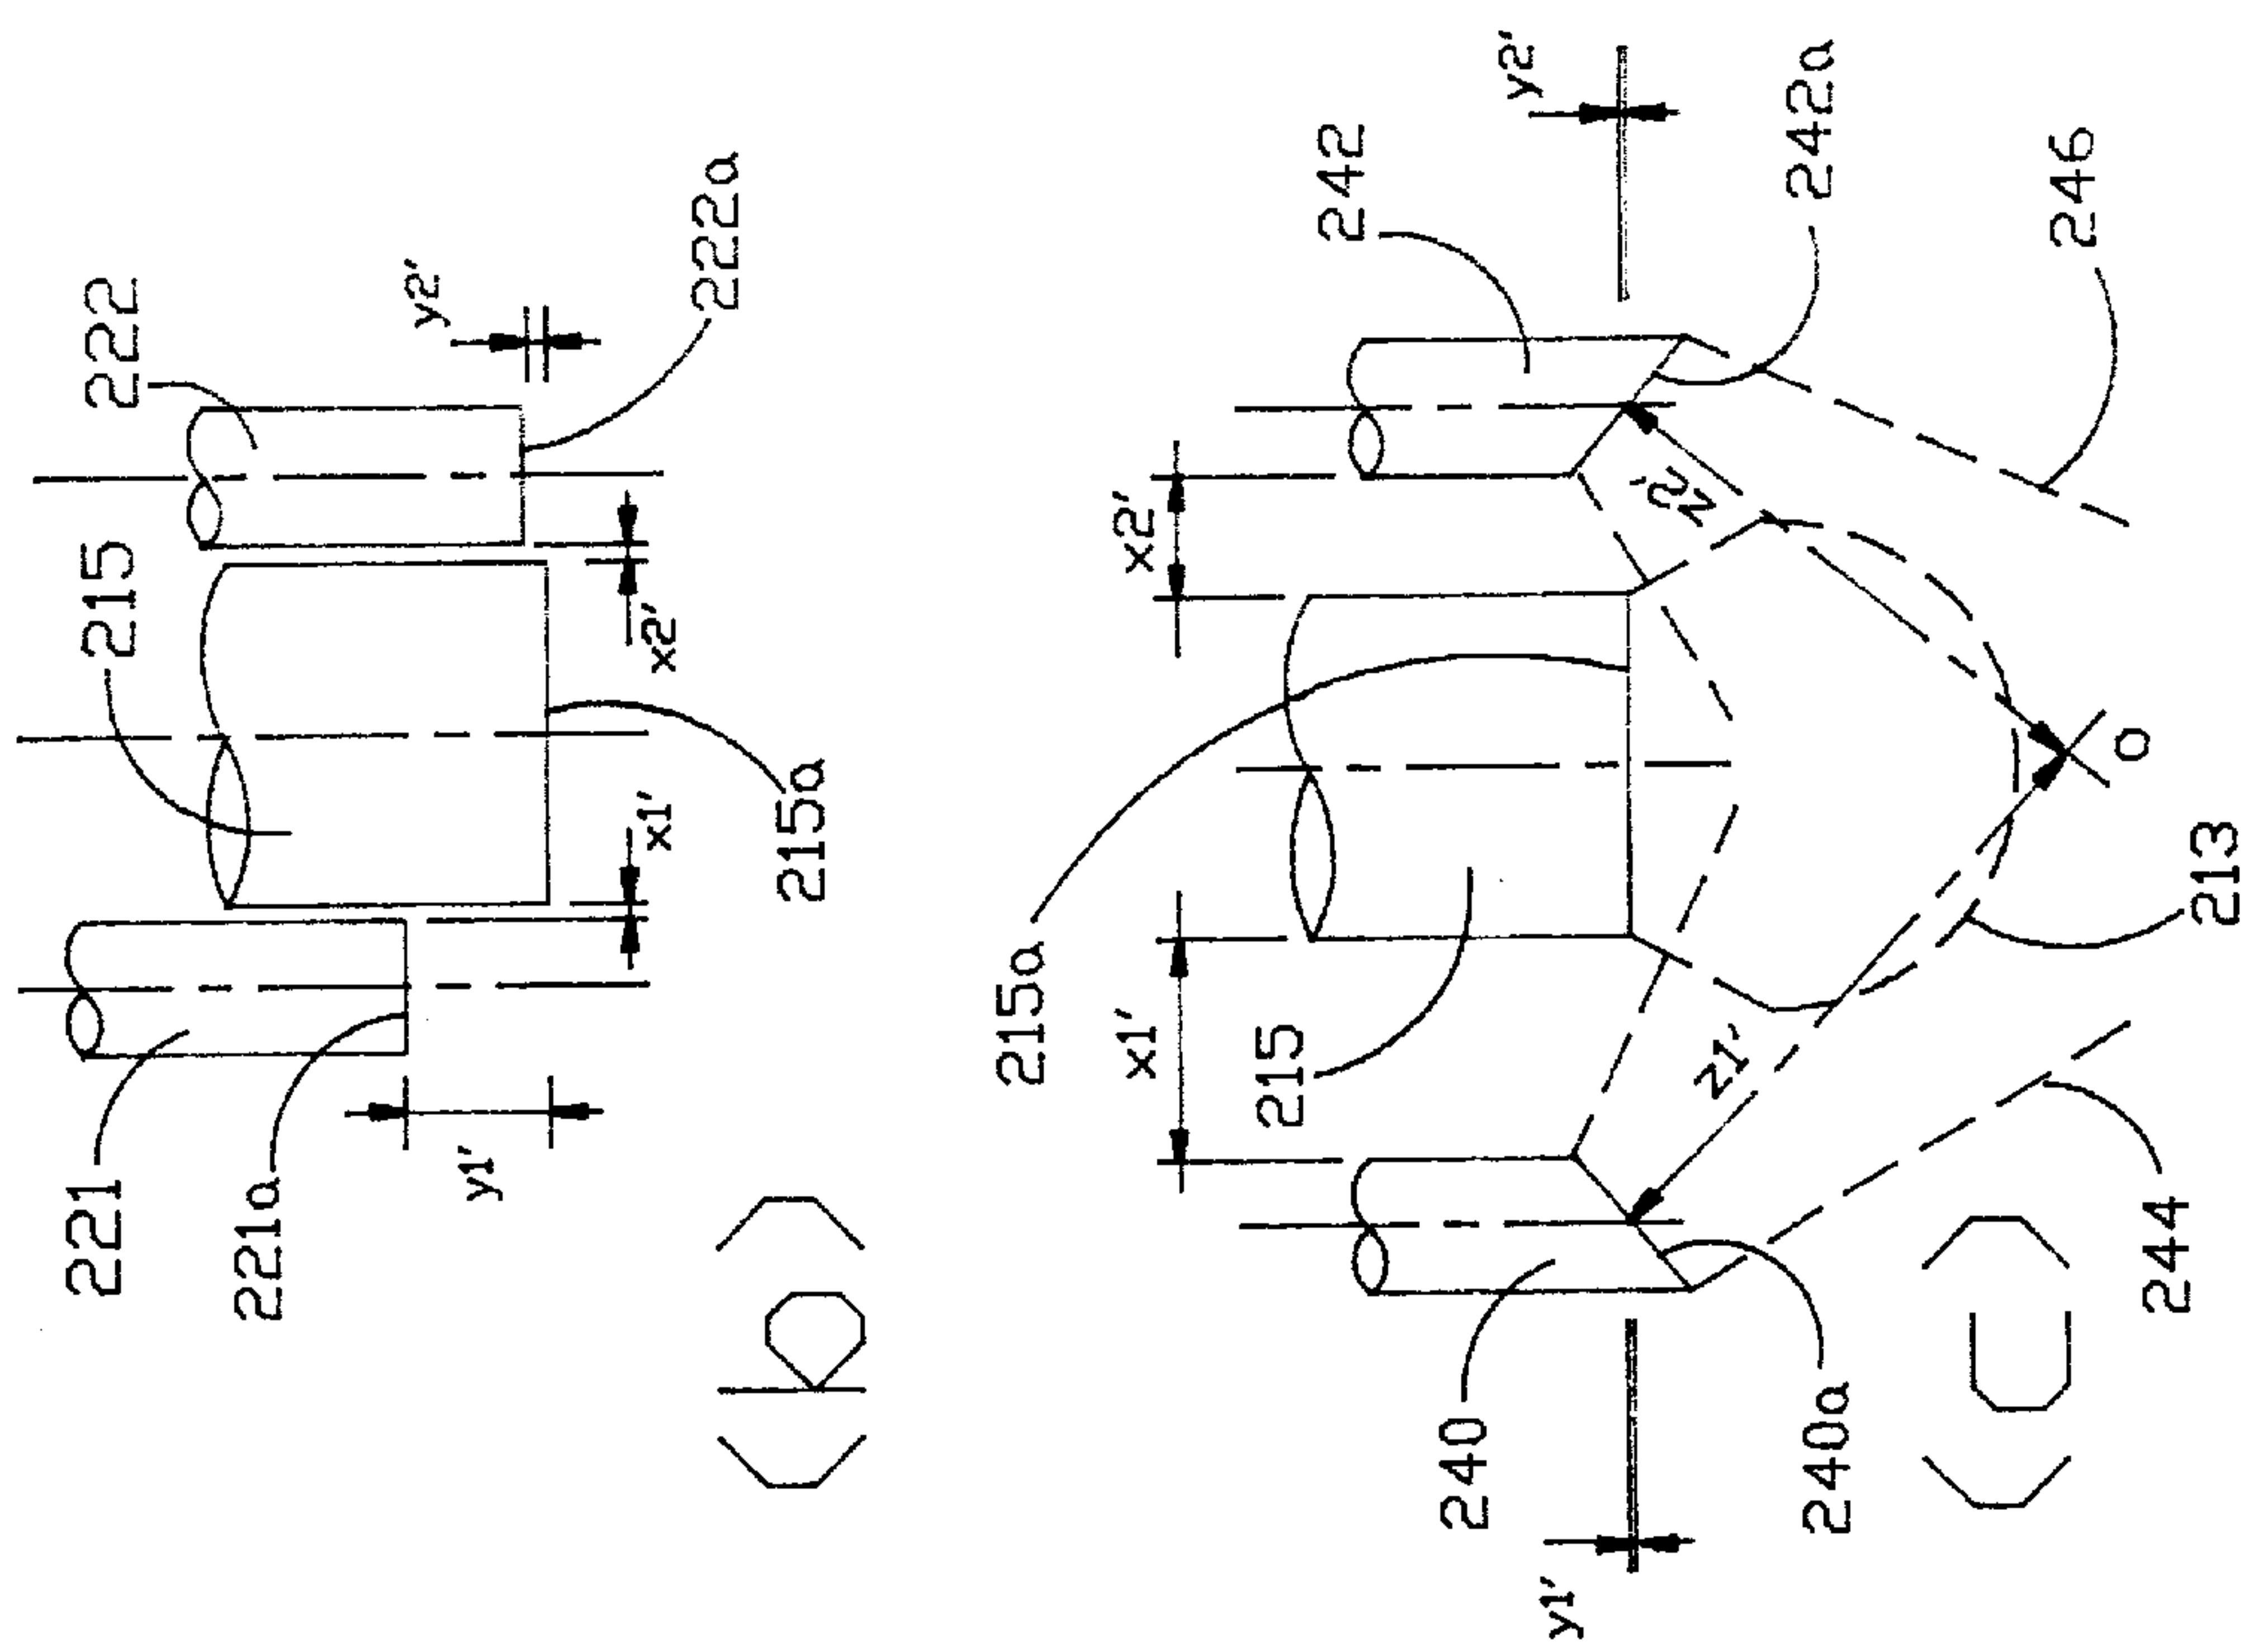 222
y2'
222a
215
x2'
x1'
215a
221
221a
y1'
(b)
y2'
242
242a
246
x2'
z2'
O
215a
x1'
215
z1'
213
244
240
240a
y1'
(c)